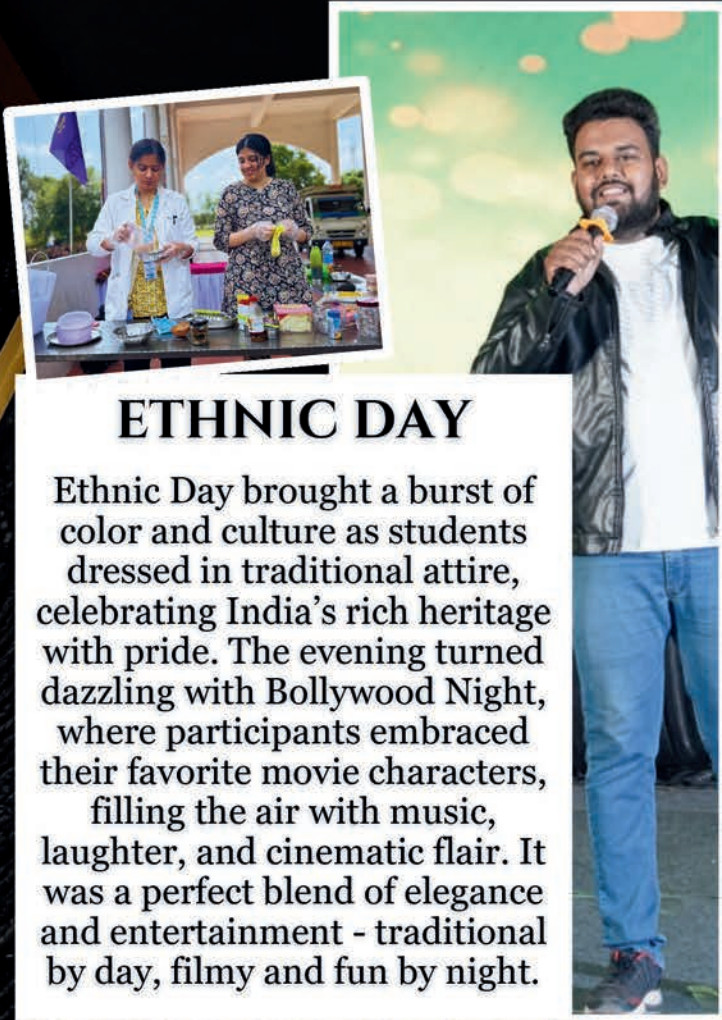 ETHNIC DAY
Ethnic Day brought a burst of
color and culture as students
dressed in traditional attire,
celebrating India’s rich heritage
with pride. The evening turned
dazzling with Bollywood Night,
where participants embraced
their favorite movie characters,
filling the air with music,
laughter, and cinematic flair. It
was a perfect blend of elegance
and entertainment - traditional
by day, filmy and fun by night.